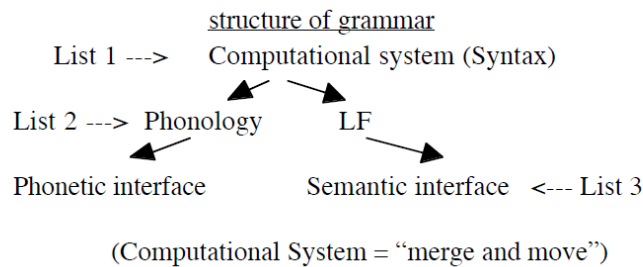 structure of grammar
List 1 ---> Computational system (Syntax)
List 2 ---> Phonology LF
Phonetic interface Semantic interface <--- List 3
(Computational System = “merge and move”)